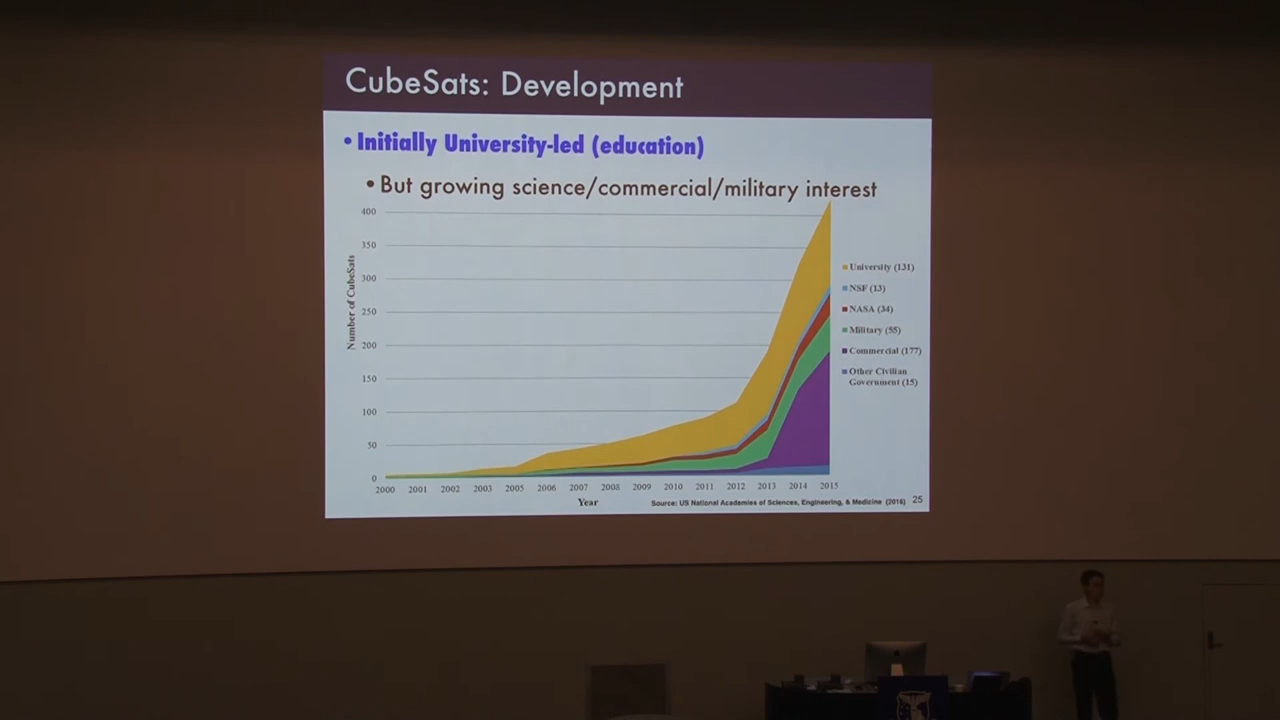 CubeSats: Development
• Initially University-led (education)
• But growing science/commercial/military interest
400
350
300
250
200
150
100
50
0
Number of CubeSats
2000 2001 2002 2003 2005 2006 2007 2008 2009 2010 2011 2012 2013 2014 2015
Year
University (131)
NSF (13)
NASA (34)
Military (55)
Commercial (177)
Other Civilian
Government (15)
Source: US National Academies of Sciences, Engineering, & Medicine (2016)
25